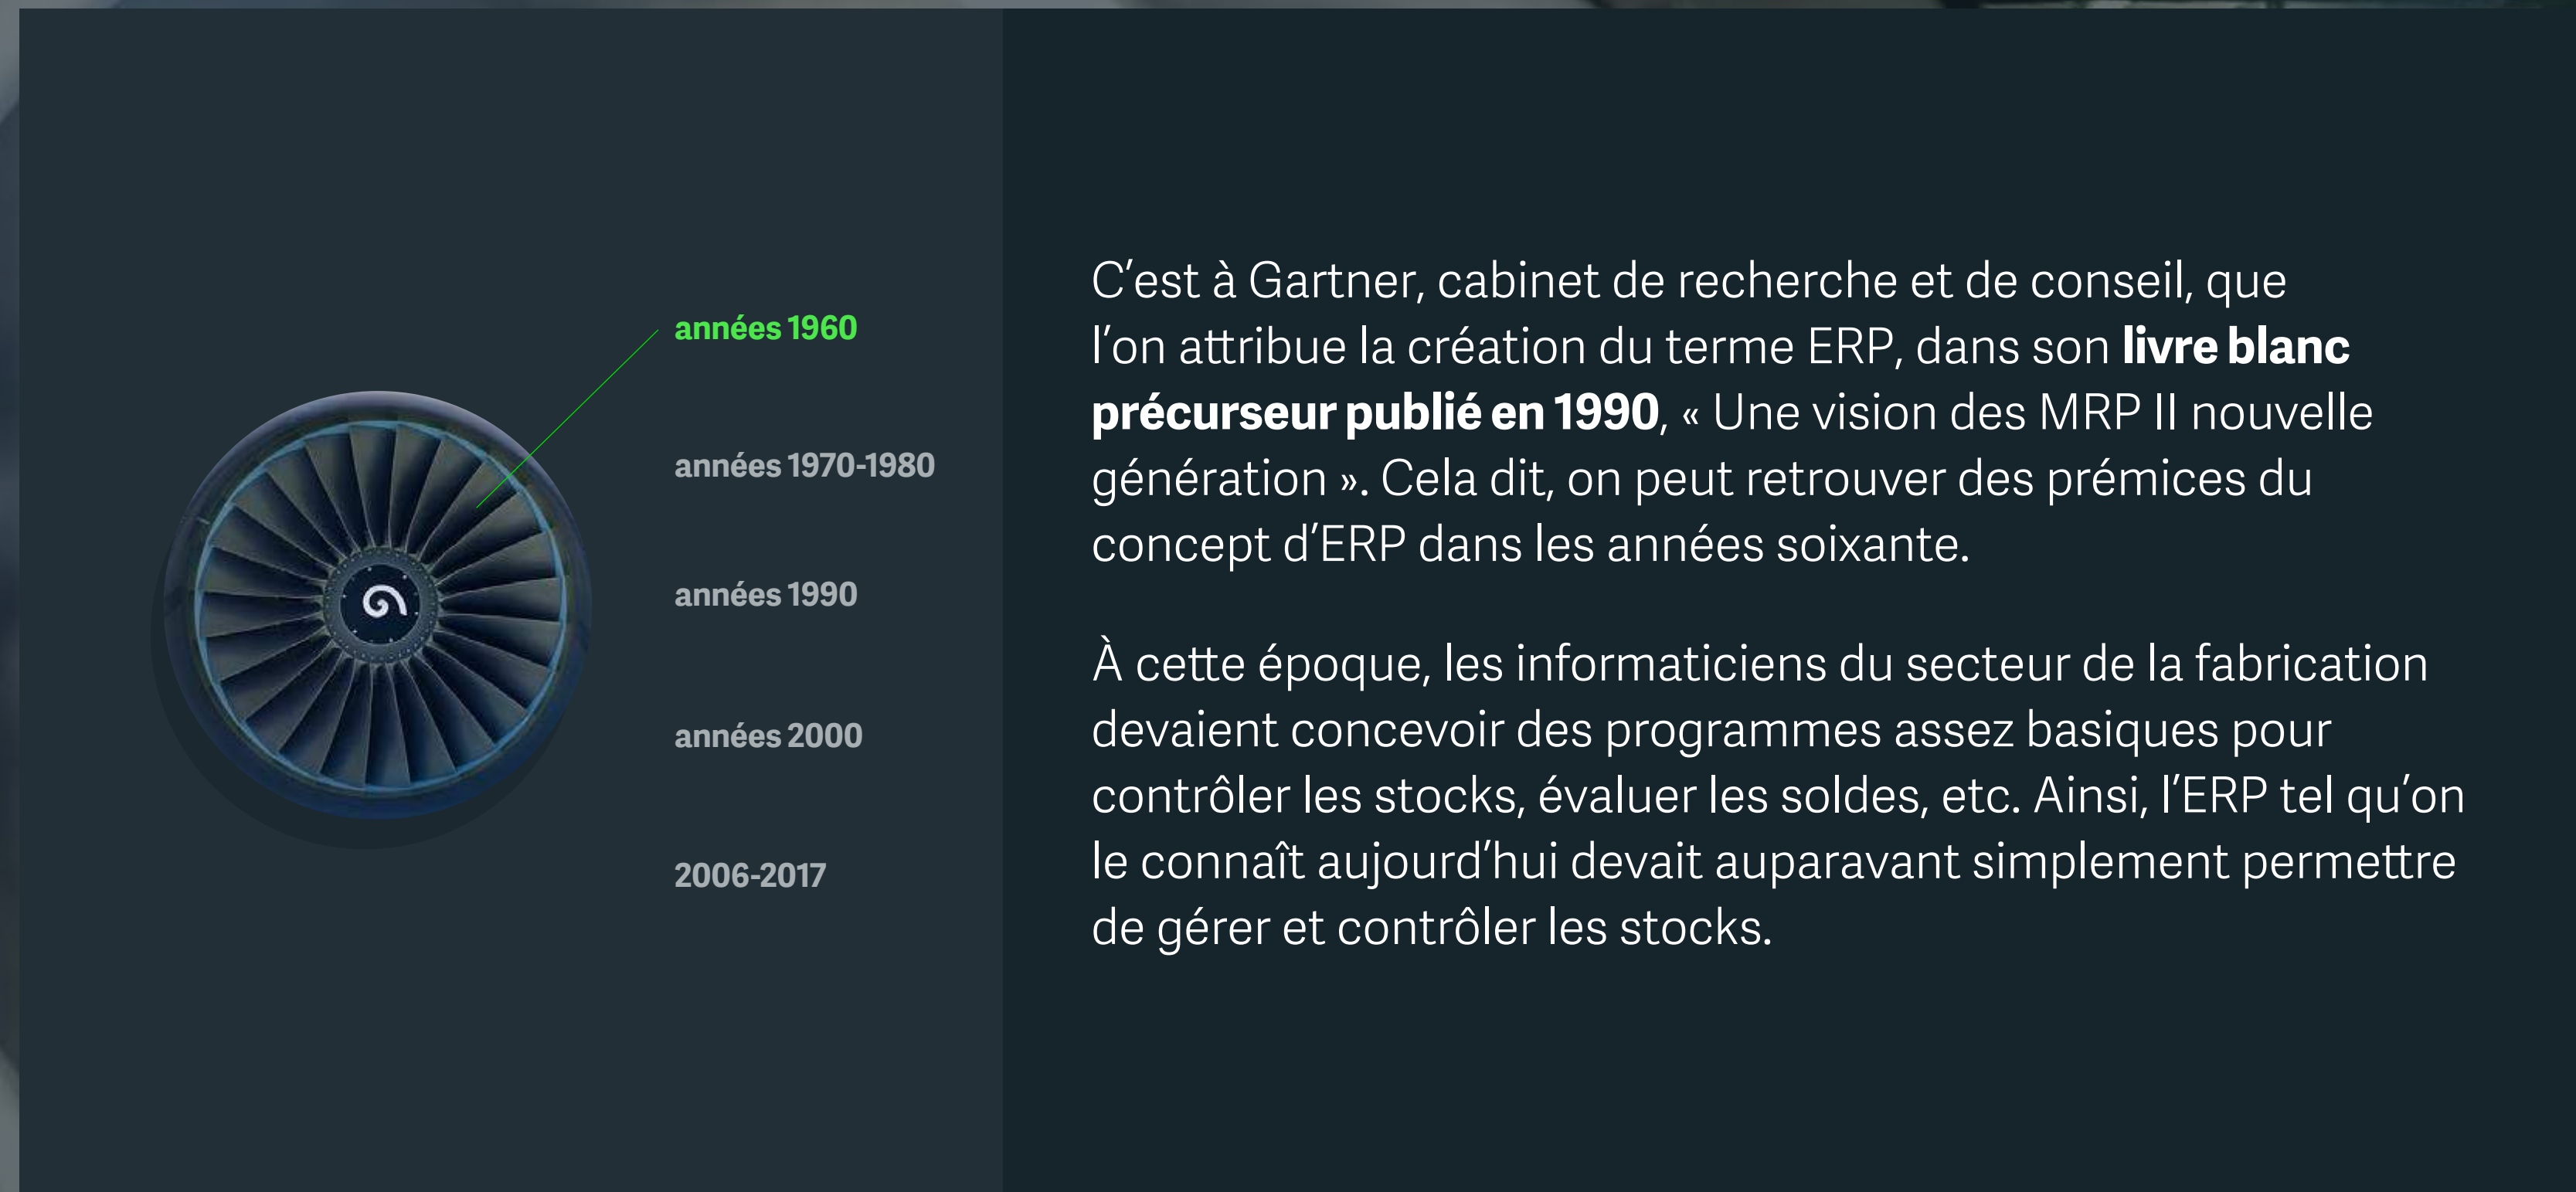 années 1960
années 1970-1980
années 1990
années 2000
2006-2017
C’est à Gartner, cabinet de recherche et de conseil, que
l’on attribue la création du terme ERP, dans son livre blanc
précurseur publié en 1990, « Une vision des MRP II nouvelle
génération ». Cela dit, on peut retrouver des prémices du
concept d’ERP dans les années soixante.
À cette époque, les informaticiens du secteur de la fabrication
devaient concevoir des programmes assez basiques pour
contrôler les stocks, évaluer les soldes, etc. Ainsi, l’ERP tel qu’on
le connaît aujourd’hui devait auparavant simplement permettre
de gérer et contrôler les stocks.